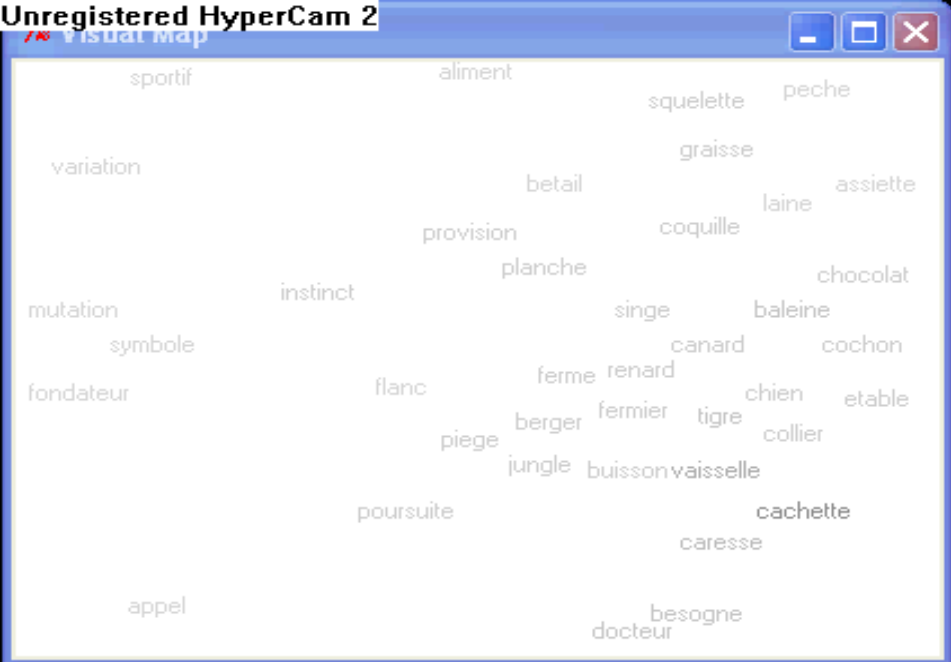 Unregistered HyperCam 2
Visual Map
sportif
aliment
squelette
peche
graisse
variation
betail
assiette
laine
provision
coquille
planche
chocolat
instinct
mutation
singe
baleine
symbole
canard
cochon
ferme
renard
fondateur
flanc
chien
etable
fermier
tigre
berger
piege
collier
jungle
buisson
vaisselle
poursuite
cachette
caresse
appel
besogne
docteur